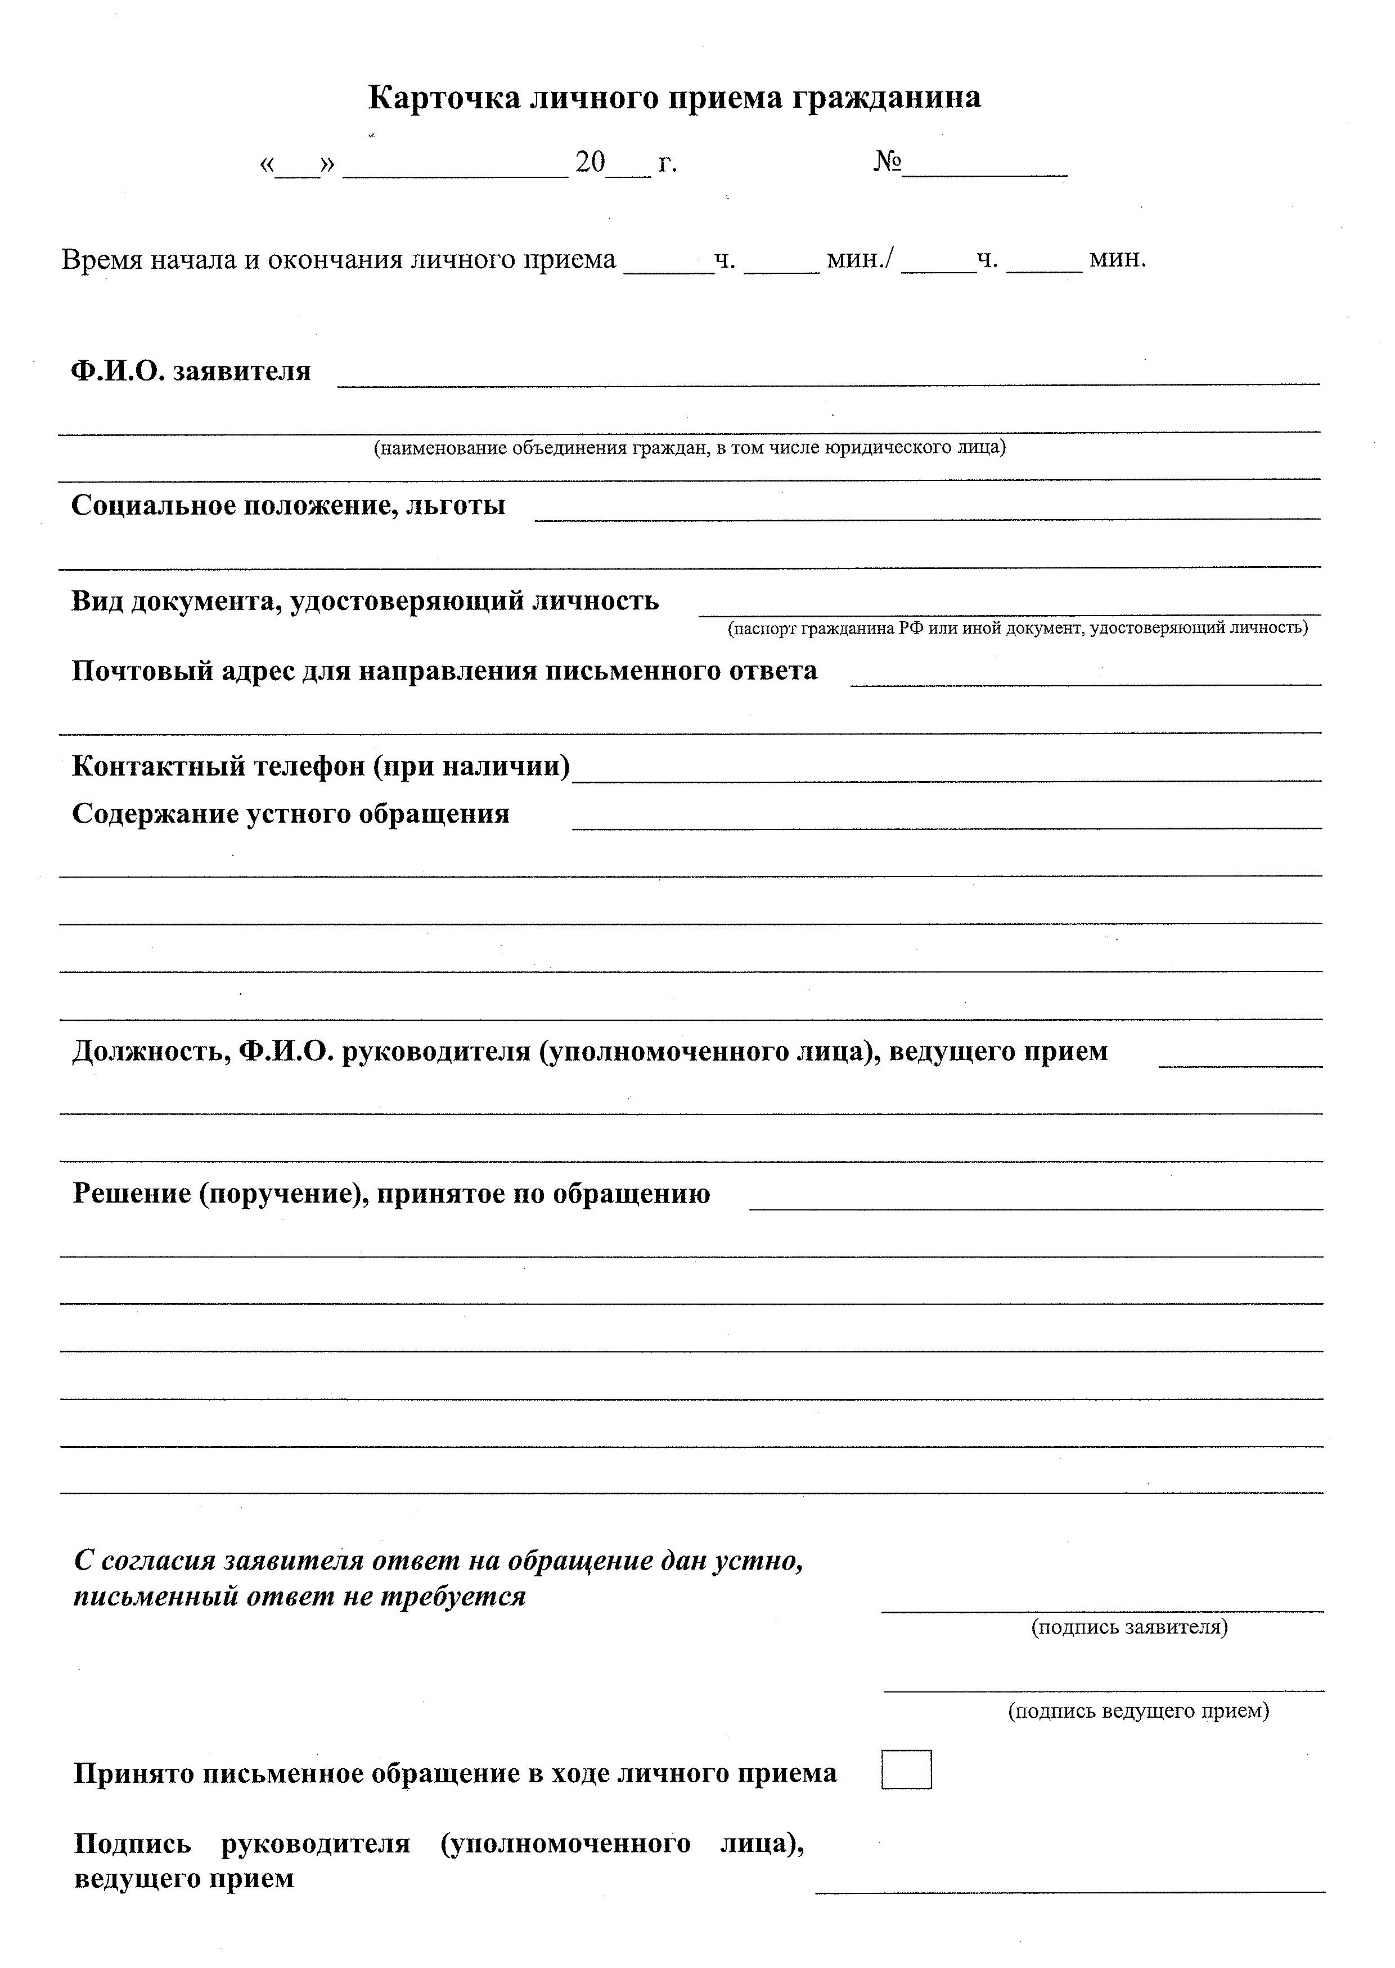 Карточка личного приема гражданина
«___» _______________ 20___ г. №___________
Время начала и окончания личного приема ______ч. _____ мин./ _____ч. _____ мин.
Ф.И.О. заявителя
(наименование объединения граждан, в том числе юридического лица)
Социальное положение, льготы
Вид документа, удостоверяющий личность
(паспорт гражданина РФ или иной документ, удостоверяющий личность)
Почтовый адрес для направления письменного ответа
Контактный телефон (при наличии)
Содержание устного обращения
Должность, Ф.И.О. руководителя (уполномоченного лица), ведущего прием
Решение (поручение), принятое по обращению
С согласия заявителя ответ на обращение дан устно,
письменный ответ не требуется
(подпись заявителя)
(подпись ведущего прием)
Принято письменное обращение в ходе личного приема
Подпись руководителя (уполномоченного лица),
ведущего прием